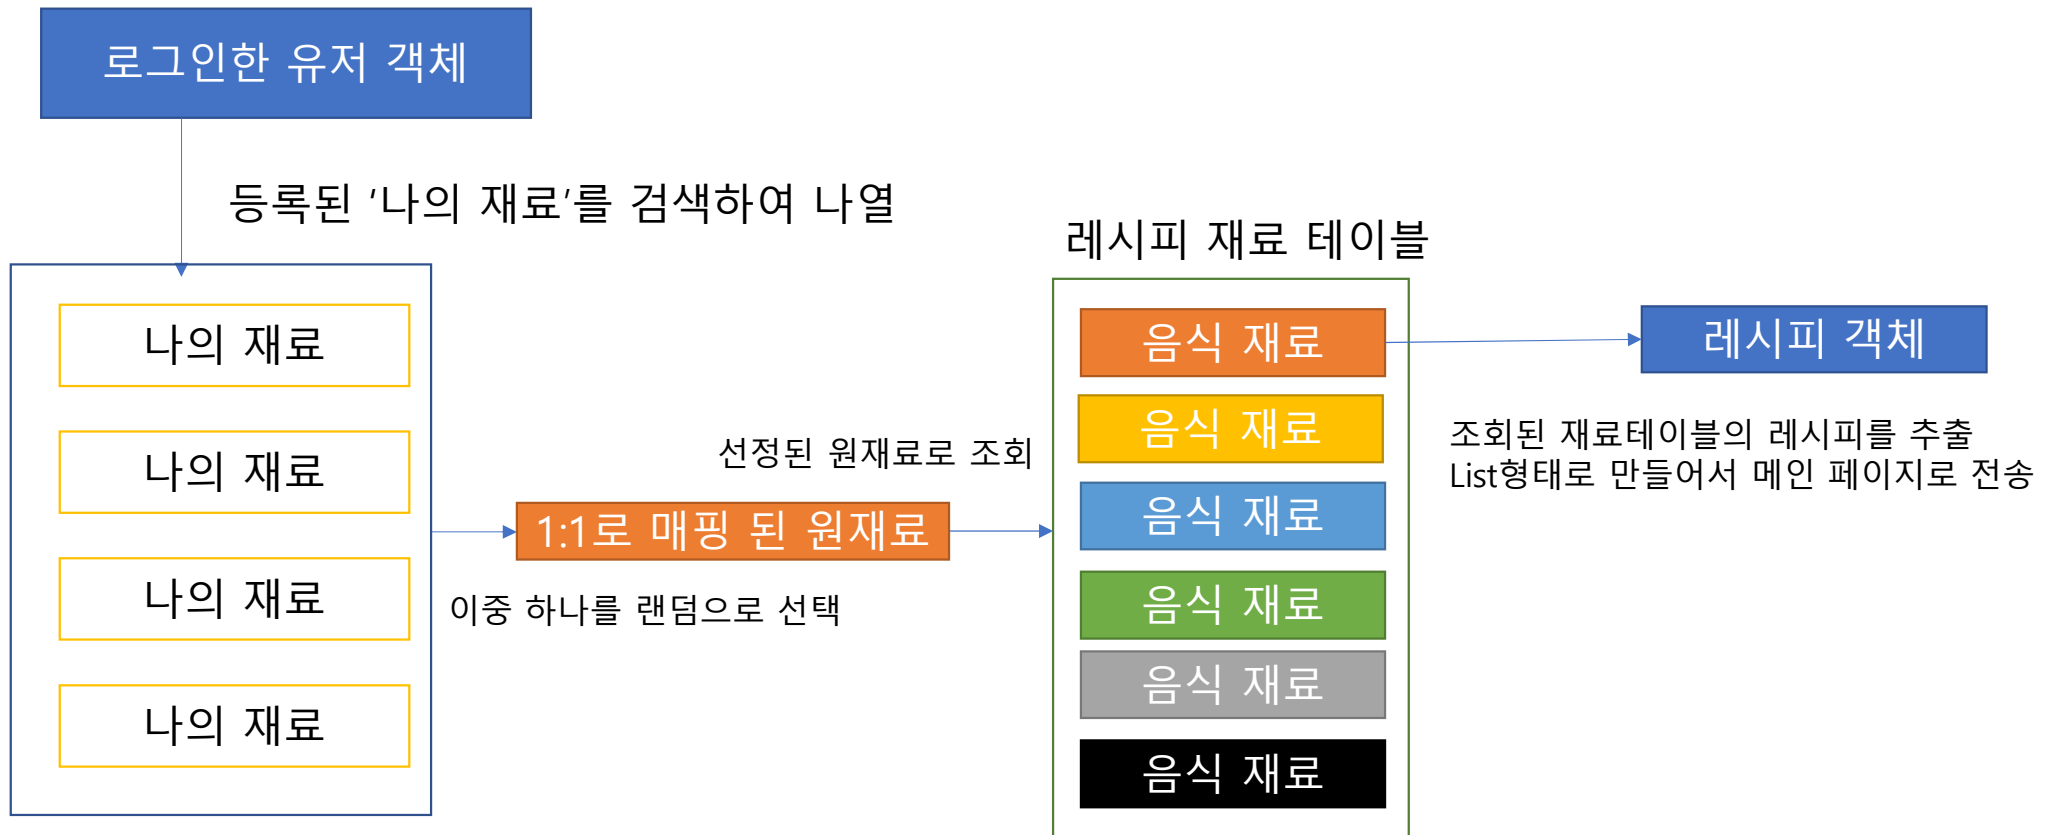 로그인한 유저 객체
등록된 ‘나의 재료’를 검색하여 나열
나의 재료
나의 재료
나의 재료
나의 재료
1:1로 매핑 된 원재료
이중 하나를 랜덤으로 선택
선정된 원재료로 조회
레시피 재료 테이블
음식 재료
음식 재료
음식 재료
음식 재료
음식 재료
음식 재료
레시피 객체
조회된 재료테이블의 레시피를 추출
List형태로 만들어서 메인 페이지로 전송